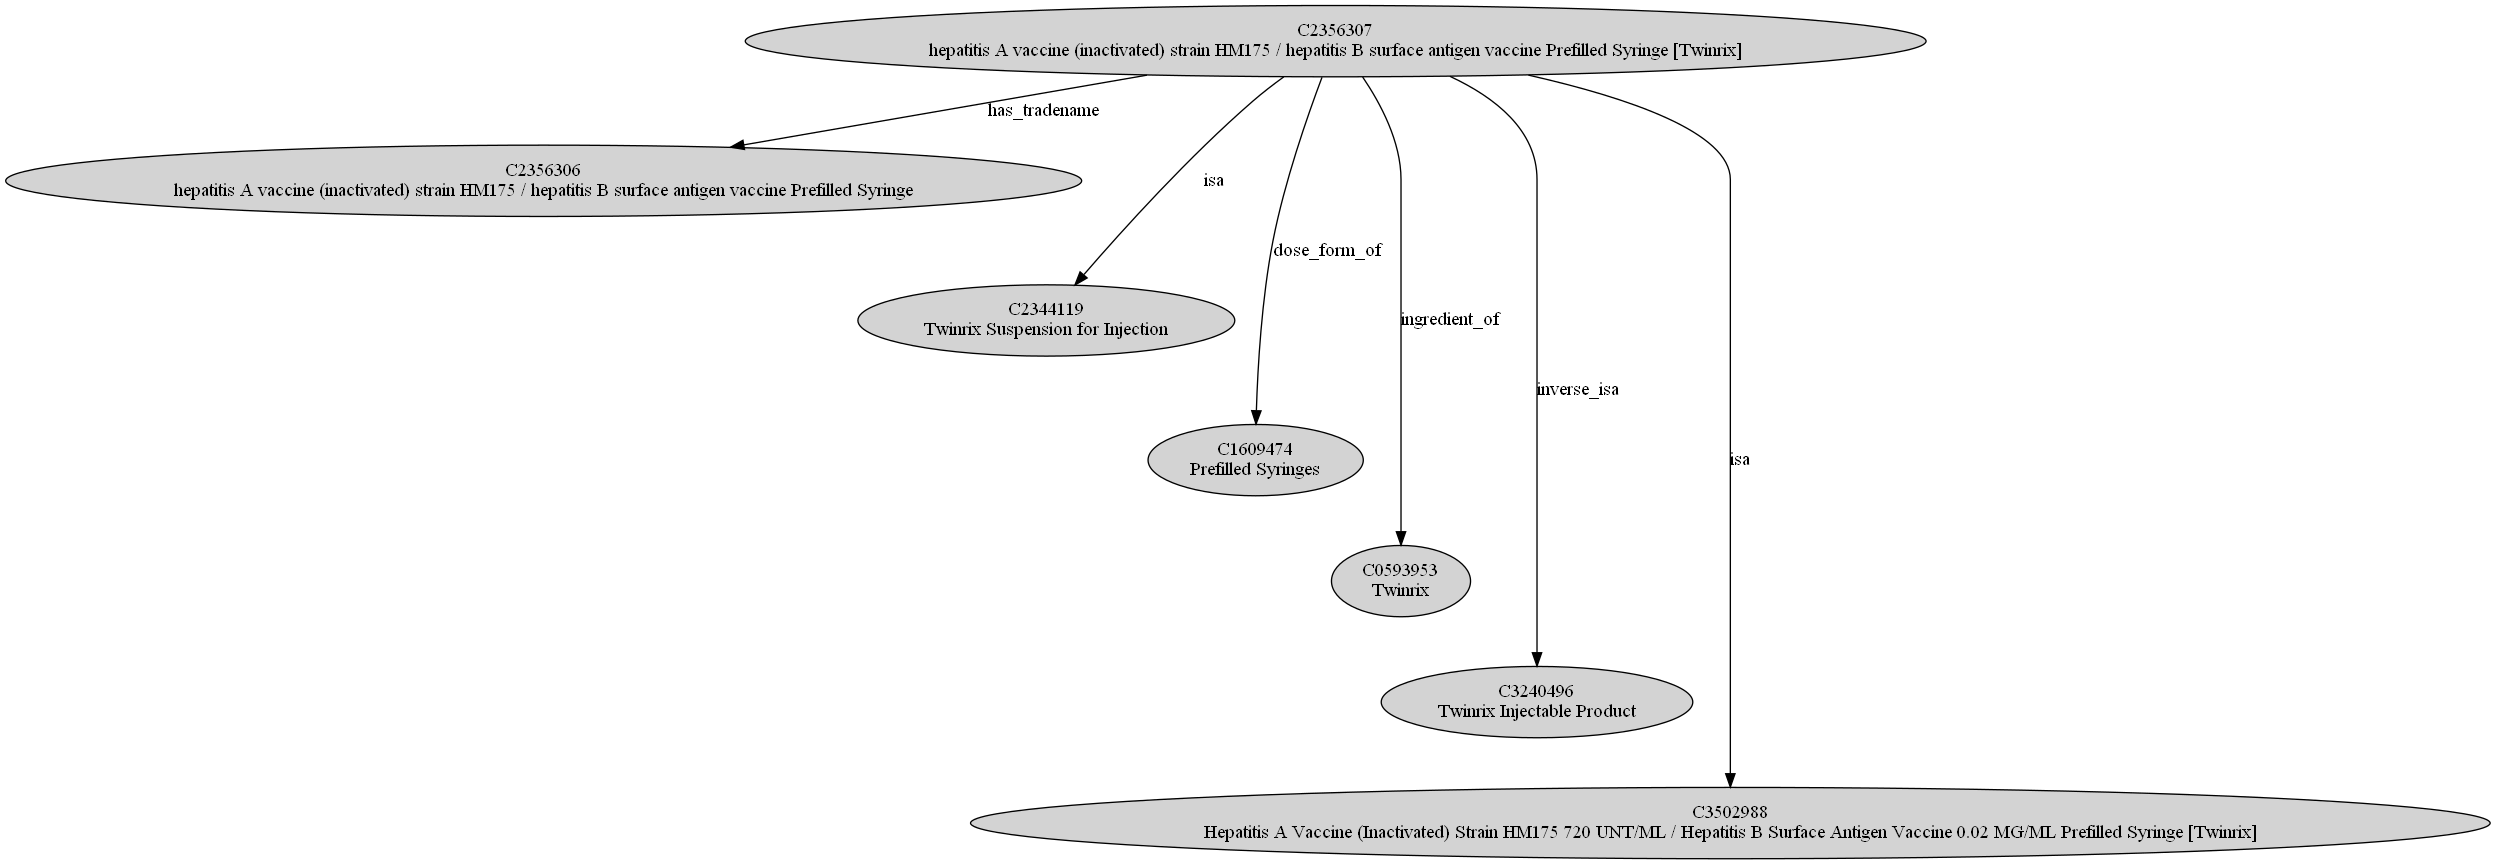 C2356307
hepatitis A vaccine (inactivated) strain HM175 / hepatitis B surface antigen vaccine Prefilled Syringe [Twinrix]
has_tradename
C2356306
hepatitis A vaccine (inactivated) strain HM175 / hepatitis B surface antigen vaccine Prefilled Syringe
isa
dose_form_of
C2344119
Twinrix Suspension for Injection
ingredient_of
inverse_isa
C1609474
Prefilled Syringes
isa
C0593953
Twinrix
C3240496
Twinrix Injectable Product
C3502988
Hepatitis A Vaccine (Inactivated) Strain HM175 720 UNT/ML / Hepatitis B Surface Antigen Vaccine 0.02 MG/ML Prefilled Syringe [Twinrix]